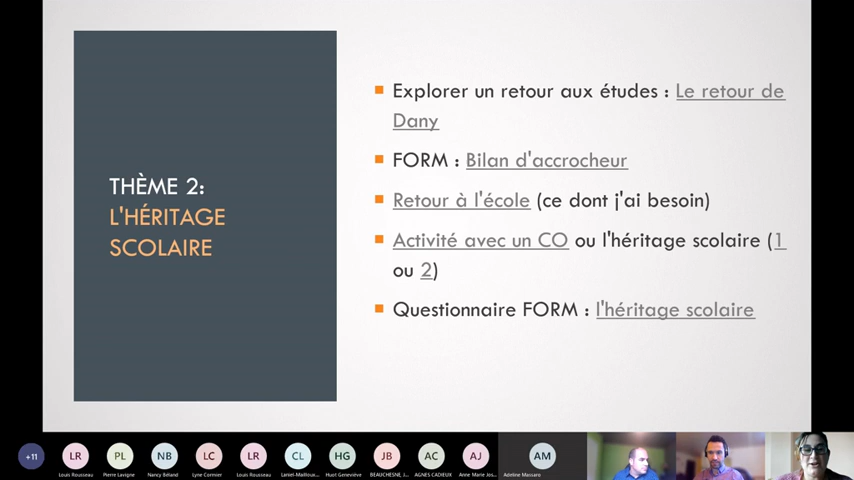 THÈME 2:
L'HÉRITAGE
SCOLAIRE
Explorer un retour aux études : Le retour de
Dany
FORM : Bilan d'accrocheur
Retour à l'école (ce dont j'ai besoin)
Activité avec un CO ou l'héritage scolaire (1
ou 2)
Questionnaire FORM : l'héritage scolaire
+11
LR
PL
NB
LC
LR
CL
HG
JB
AC
AJ
AM
Louis Rousseau
Pierre Lavigne
Nancy Béland
Lyne Cormier
Louis Rousseau
Huot Geneviève
BEAUCHESNE, J...
AGNES CADIEUX
Anne Marie Jos...
Adeline Massaro